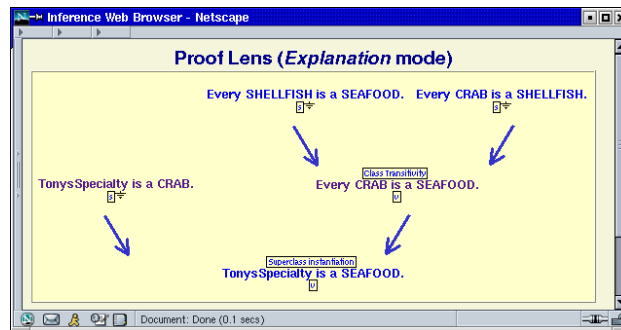 Inference Web Browser - Netscape
Proof Lens (Explanation mode)
Every SHELLFISH is a SEAFOOD. Every CRAB is a SHELLFISH.
s s
Class Transitivity
TonysSpecialty is a CRAB. Every CRAB is a SEAFOOD.
s υ
Superclass instantiation
TonysSpecialty is a SEAFOOD.
υ
Document: Done (0.1 secs)